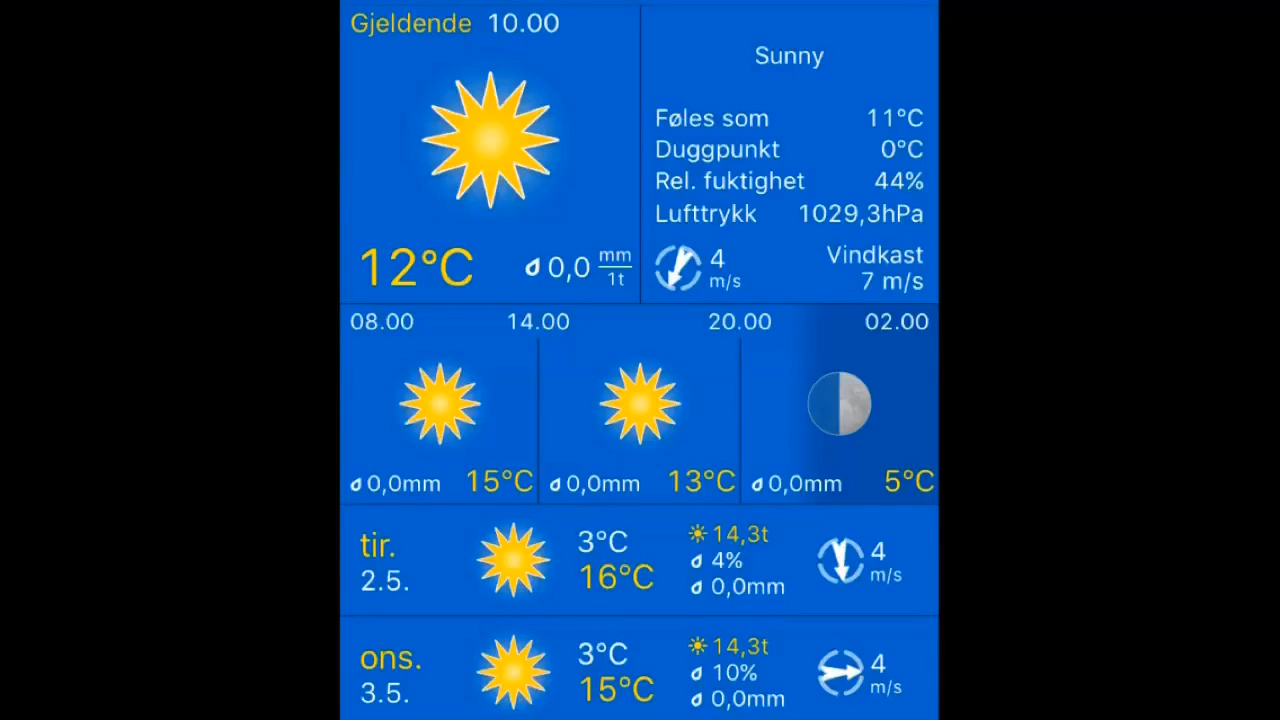 Gjeldende 10.00
Sunny
Føles som 11°C
Duggpunkt 0°C
Rel. fuktighet 44%
Lufttrykk 1029,3hPa
12°C 0,0 mm
1t
4
m/s
Vindkast
7 m/s
08.00 14.00 20.00 02.00
0,0mm 15°C 0,0mm 13°C 0,0mm 5°C
tir.
2.5.
3°C
16°C
14,3t
4%
0,0mm
4
m/s
ons.
3.5.
3°C
15°C
14,3t
10%
0,0mm
4
m/s